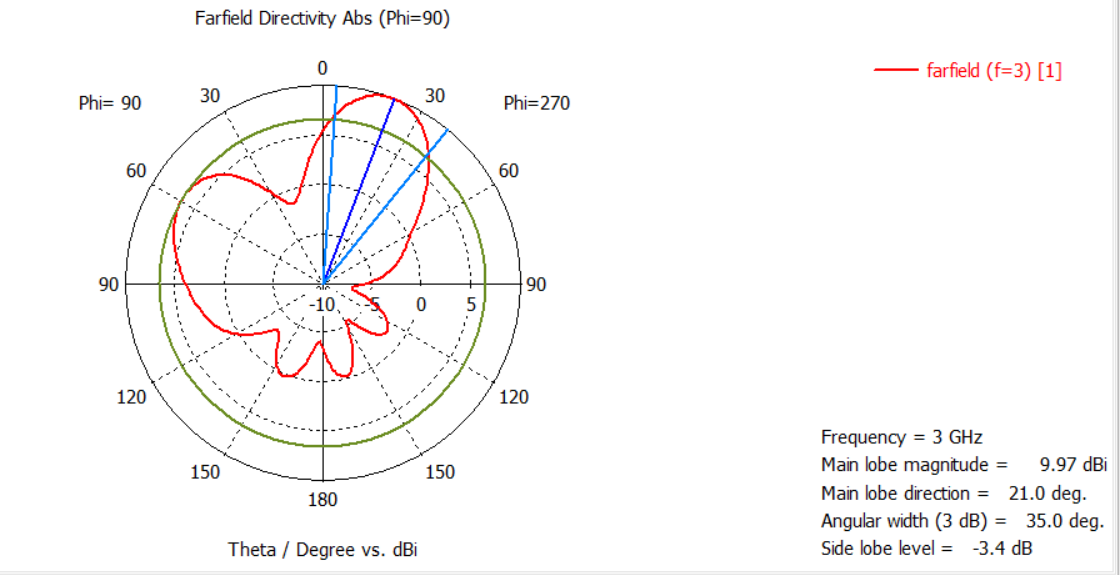 Farfield Directivity Abs (Phi=90)
farfield (f=3) [1]
0
Phi= 90
30
30
Phi=270
60
60
90
90
-10
-5
0
5
120
120
150
150
180
Frequency = 3 GHz
Main lobe magnitude = 9.97 dBi
Main lobe direction = 21.0 deg.
Angular width (3 dB) = 35.0 deg.
Side lobe level = -3.4 dB
Theta / Degree vs. dBi